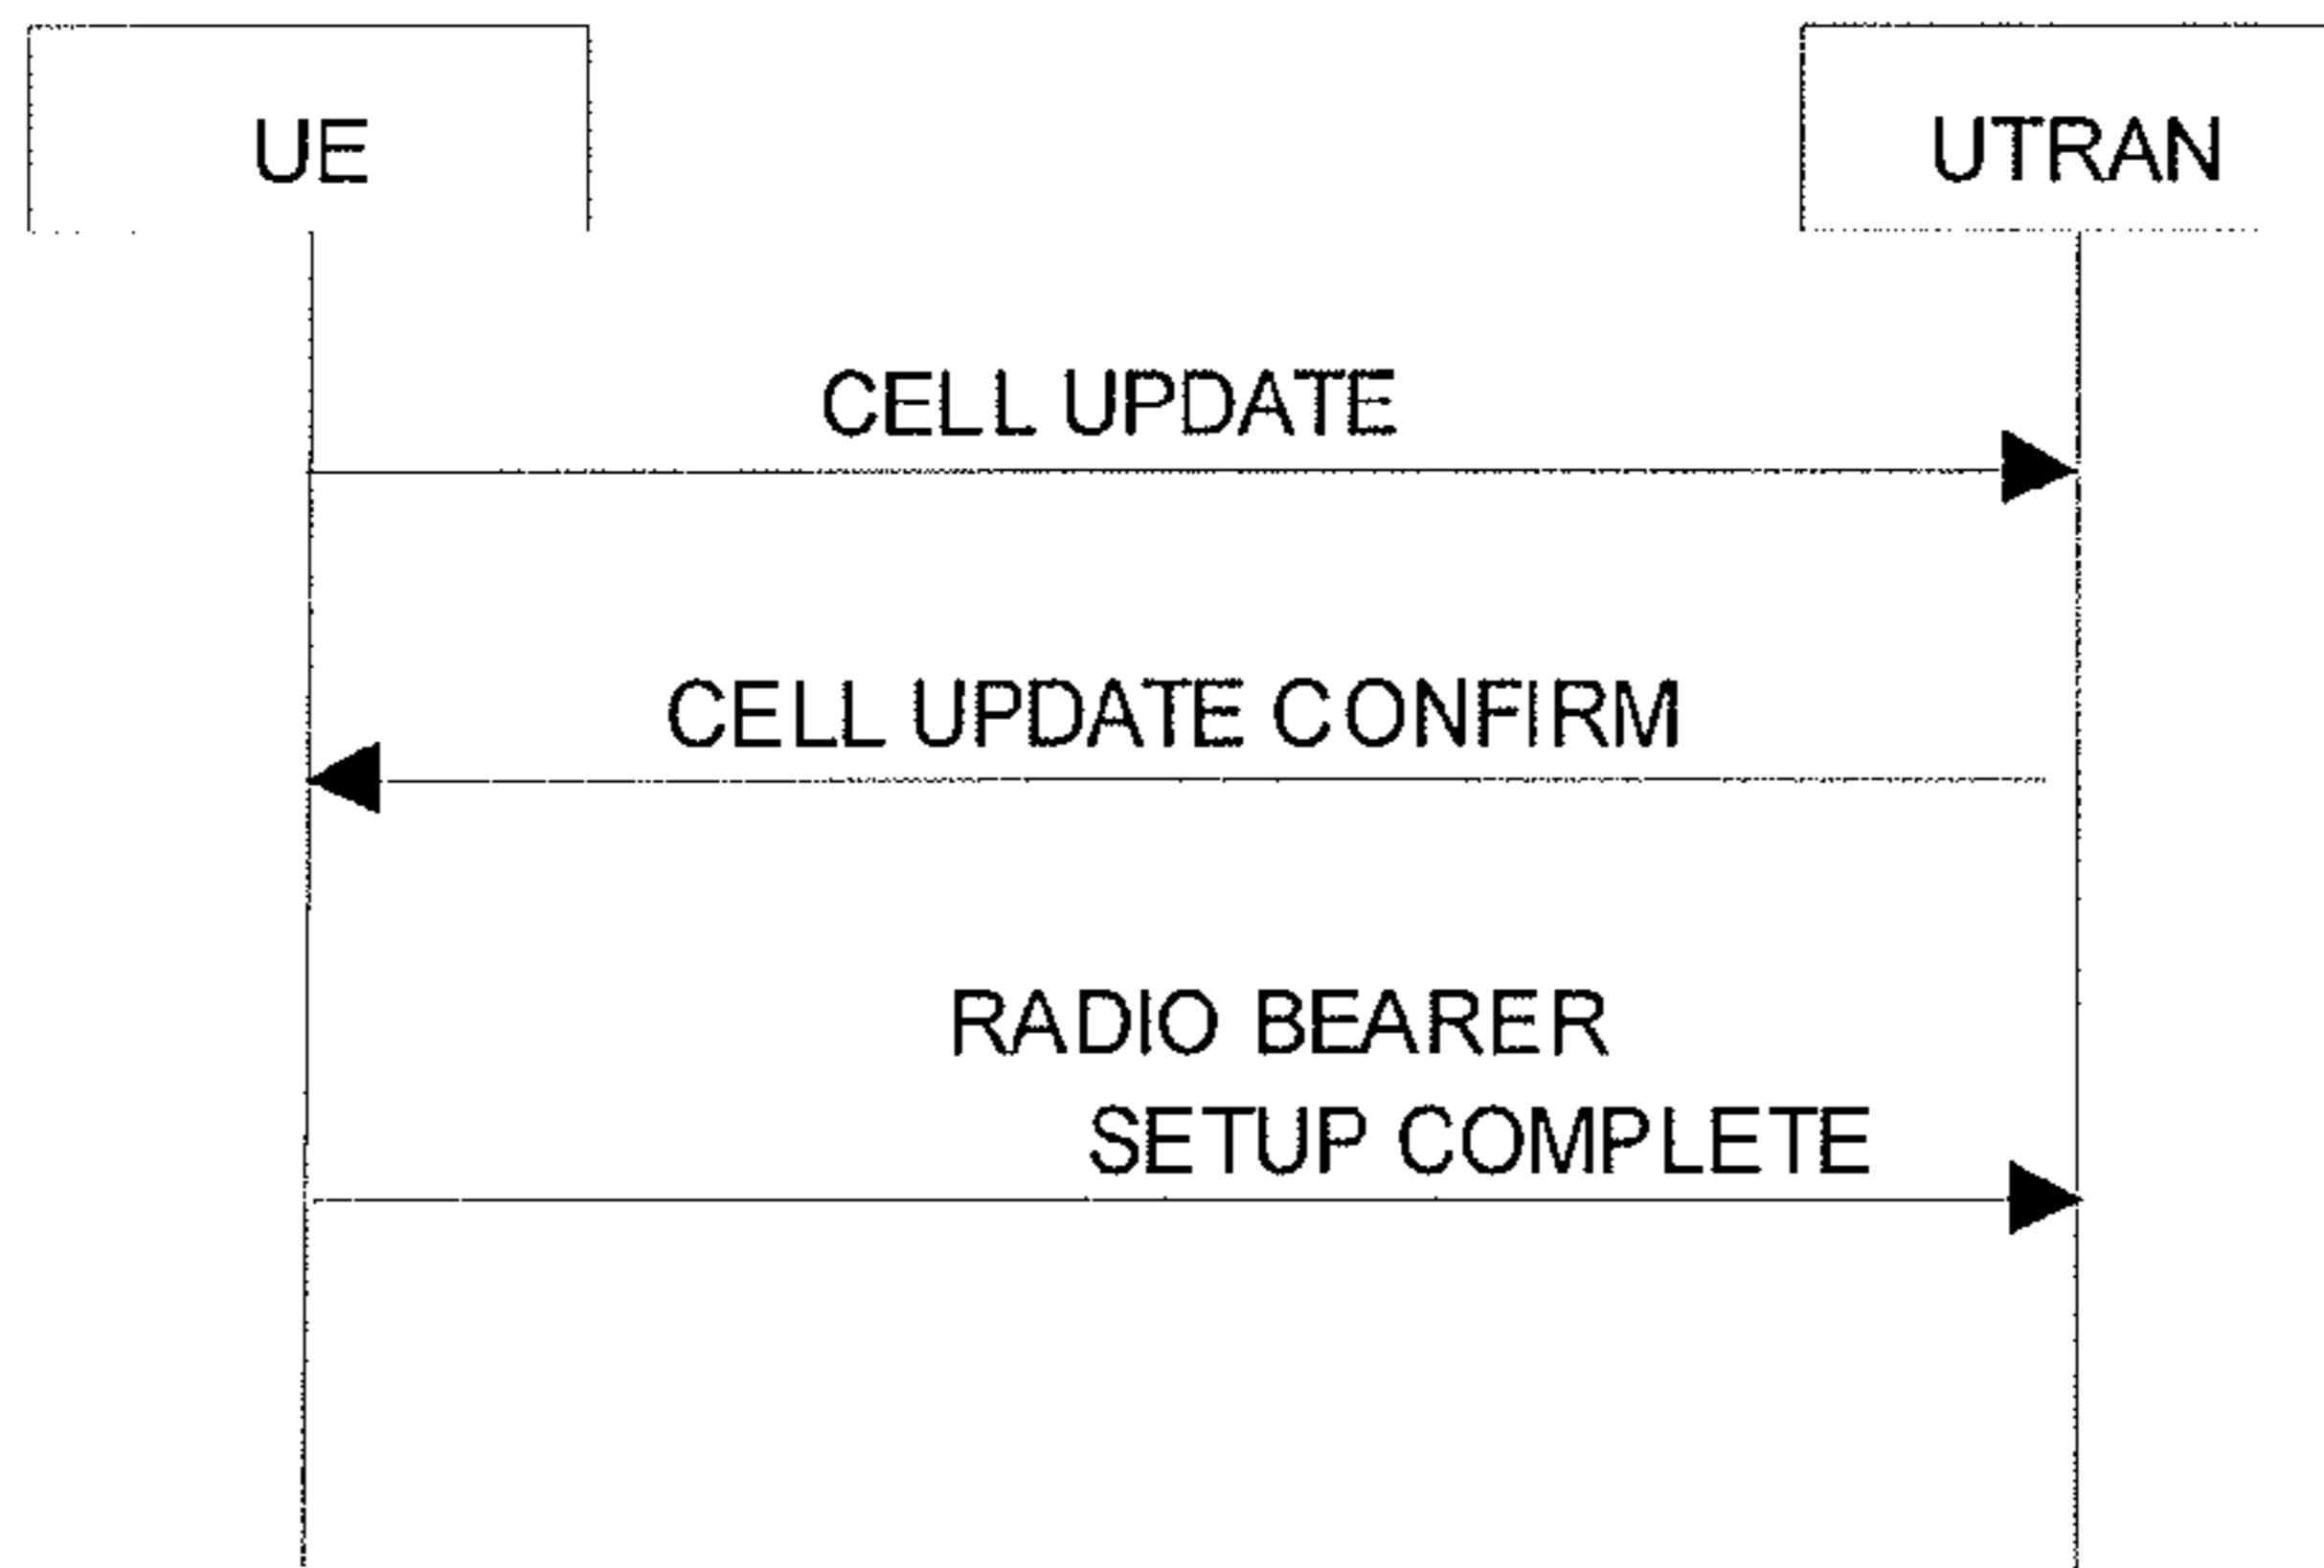 UE
UTRAN
CELL UPDATE
CELL UPDATE CONFIRM
RADIO BEARER
SETUP COMPLETE